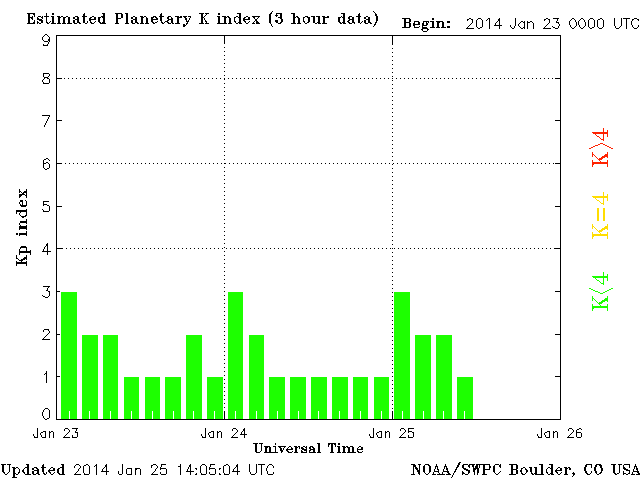 Estimated Planetary K index (3 hour data) Begin: 2014 Jan 23 0000 UTC
9
8
7
6
5
4
3
2
1
0
Kp index
K>4
K=4
K<4
Jan 23 Jan 24 Jan 25 Jan 26
Universal Time
Updated 2014 Jan 25 14:05:04 UTC NOAA/SWPC Boulder, CO USA